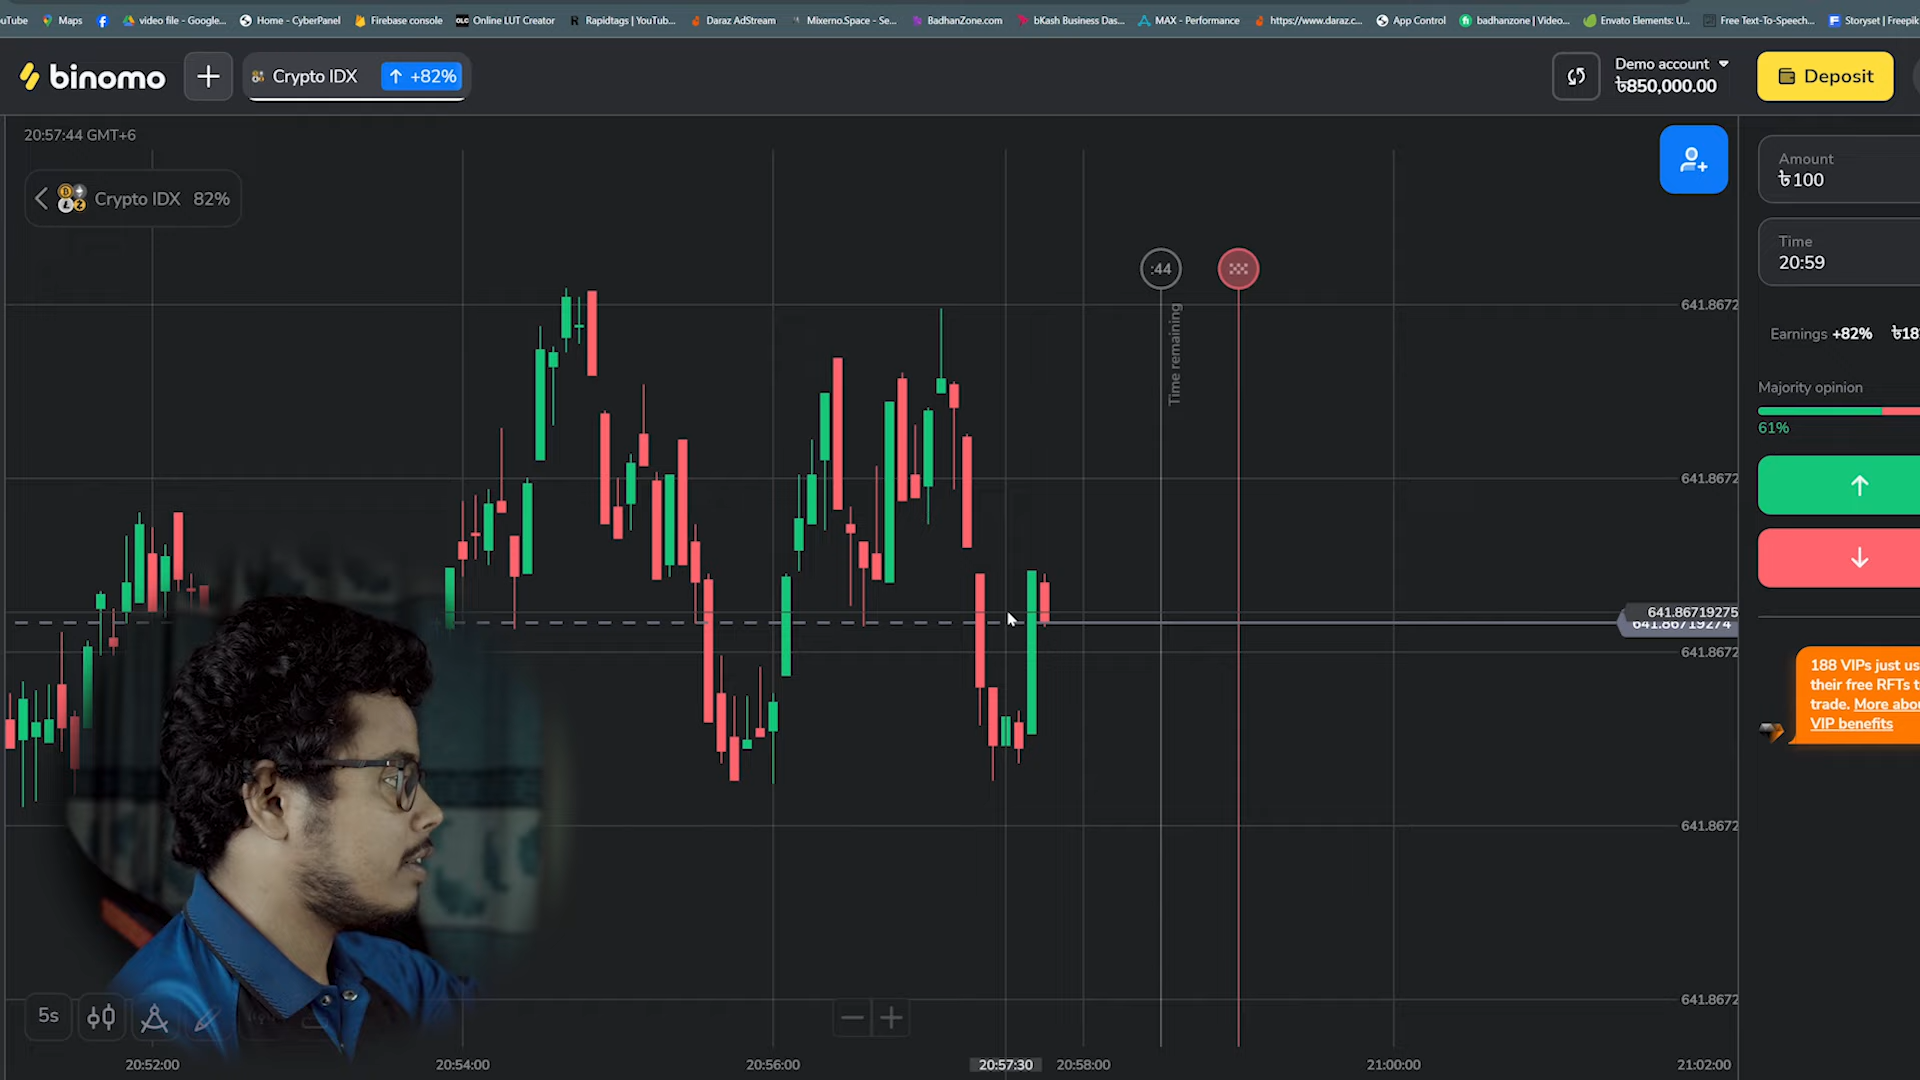 ouTube
Maps
video file - Google...
Home - CyberPanel
Firebase console
OLC Online LUT Creator
R Rapidtags | YouTub...
Daraz AdStream
Mixerno.Space - Se...
BadhanZone.com
bKash Business Das...
MAX - Performance
https://www.daraz.c...
App Control
badhanzone | Video...
Envato Elements: U...
Free Text-To-Speech...
Storyset | Freepik
binomo
+
Crypto IDX
↑ +82%
Demo account
৳850,000.00
Deposit
20:57:44 GMT+6
Crypto IDX 82%
Amount
৳100
Time
20:59
Earnings +82% ৳18
Majority opinion
61%
:44
Time remaining
641.8672
641.8672
641.86719275
641.86719274
641.8672
641.8672
641.8672
188 VIPs just us
their free RFTs t
trade. More abou
VIP benefits
5s
20:52:00
20:54:00
20:56:00
20:57:30
20:58:00
21:00:00
21:02:00